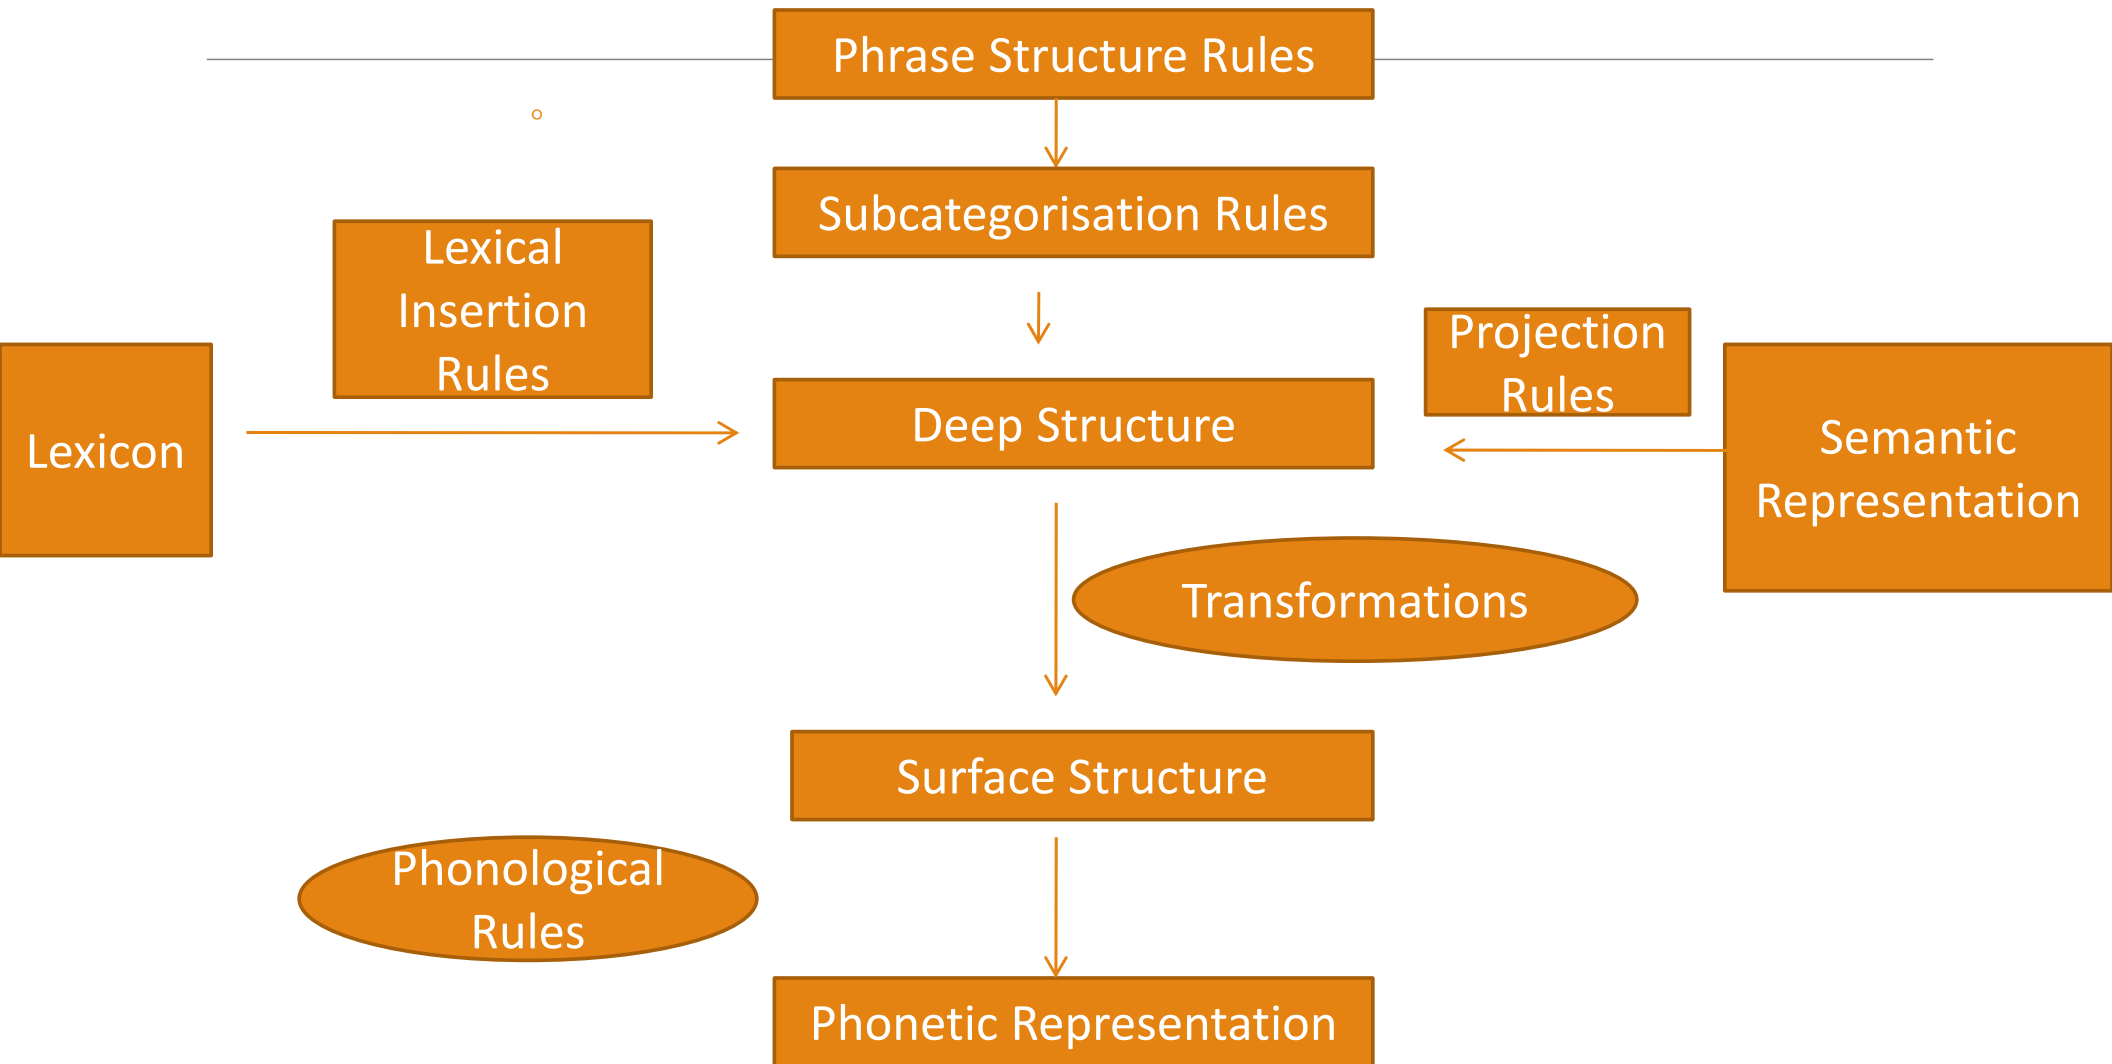 Phrase Structure Rules
Subcategorisation Rules
Lexical
Insertion
Rules
Projection
Rules
Lexicon
Deep Structure
Semantic
Representation
Transformations
Surface Structure
Phonological
Rules
Phonetic Representation